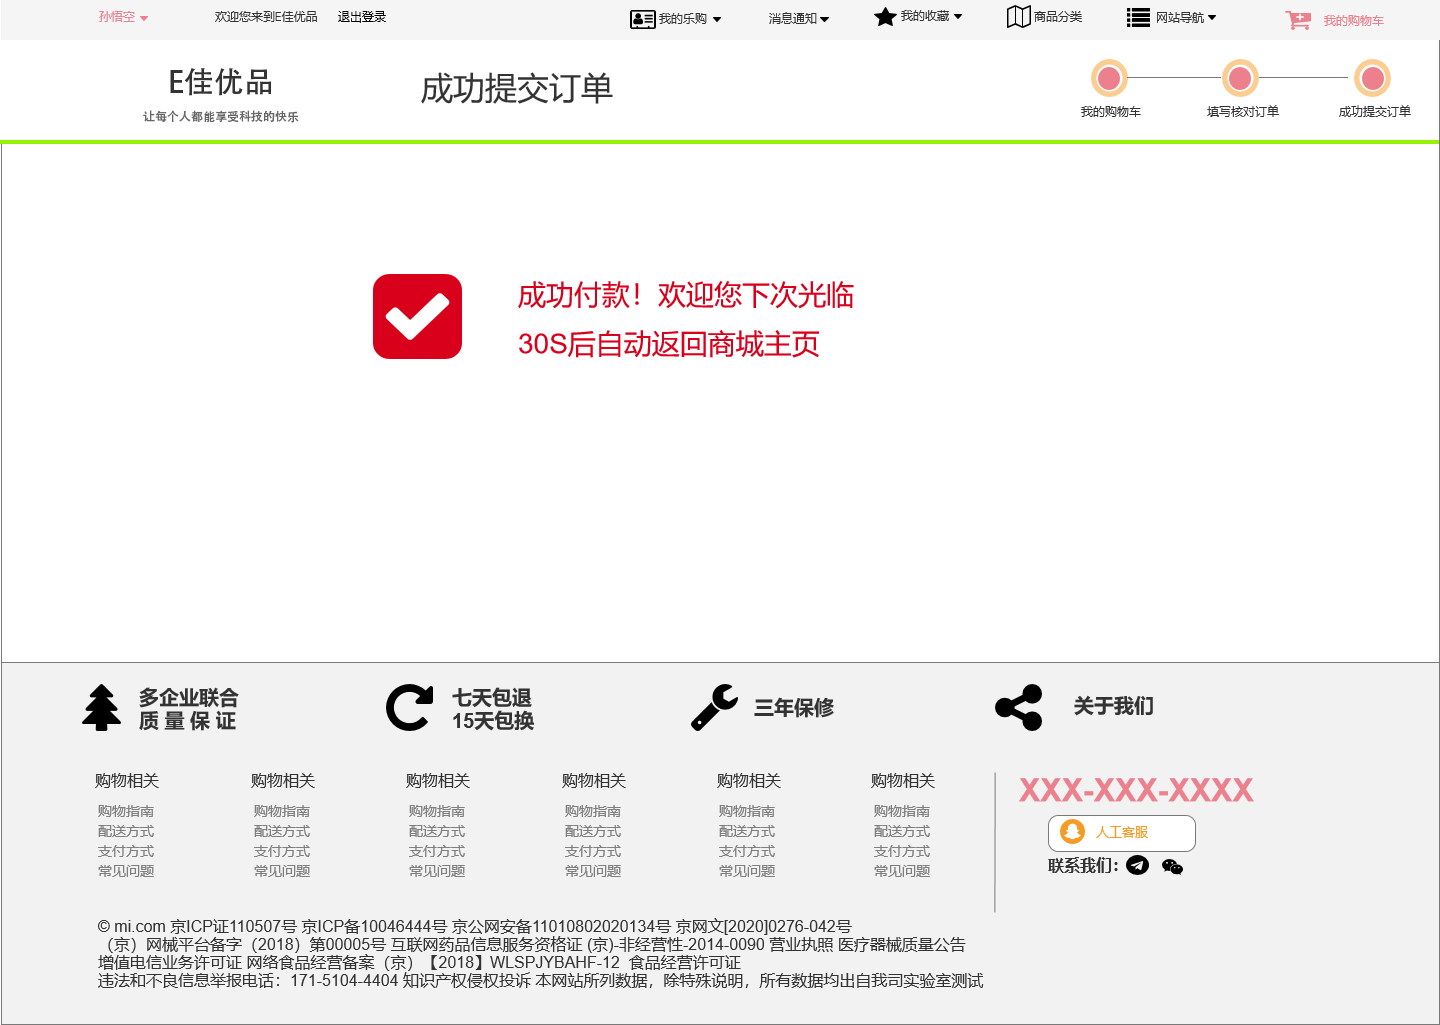 孙悟空 欢迎您来到E佳优品 退出登录 我的乐购 消息通知 我的收藏 商品分类 网站导航 我的购物车
E佳优品
让每个人都能享受科技的快乐
成功提交订单
我的购物车 填写核对订单 成功提交订单
成功付款！欢迎您下次光临
30S后自动返回商城主页
多企业联合
质 量 保 证
七天包退
15天包换
三年保修
关于我们
购物相关 购物相关 购物相关 购物相关 购物相关 购物相关
购物指南 购物指南 购物指南 购物指南 购物指南 购物指南
配送方式 配送方式 配送方式 配送方式 配送方式 配送方式
支付方式 支付方式 支付方式 支付方式 支付方式 支付方式
常见问题 常见问题 常见问题 常见问题 常见问题 常见问题
XXX-XXX-XXXX
人工客服
联系我们：
© mi.com 京ICP证110507号 京ICP备10046444号 京公网安备11010802020134号 京网文[2020]0276-042号
（京）网械平台备字（2018）第00005号 互联网药品信息服务资格证 (京)-非经营性-2014-0090 营业执照 医疗器械质量公告
增值电信业务许可证 网络食品经营备案（京）【2018】WLSPJYBAHF-12 食品经营许可证
违法和不良信息举报电话：171-5104-4404 知识产权侵权投诉 本网站所列数据，除特殊说明，所有数据均出自我司实验室测试